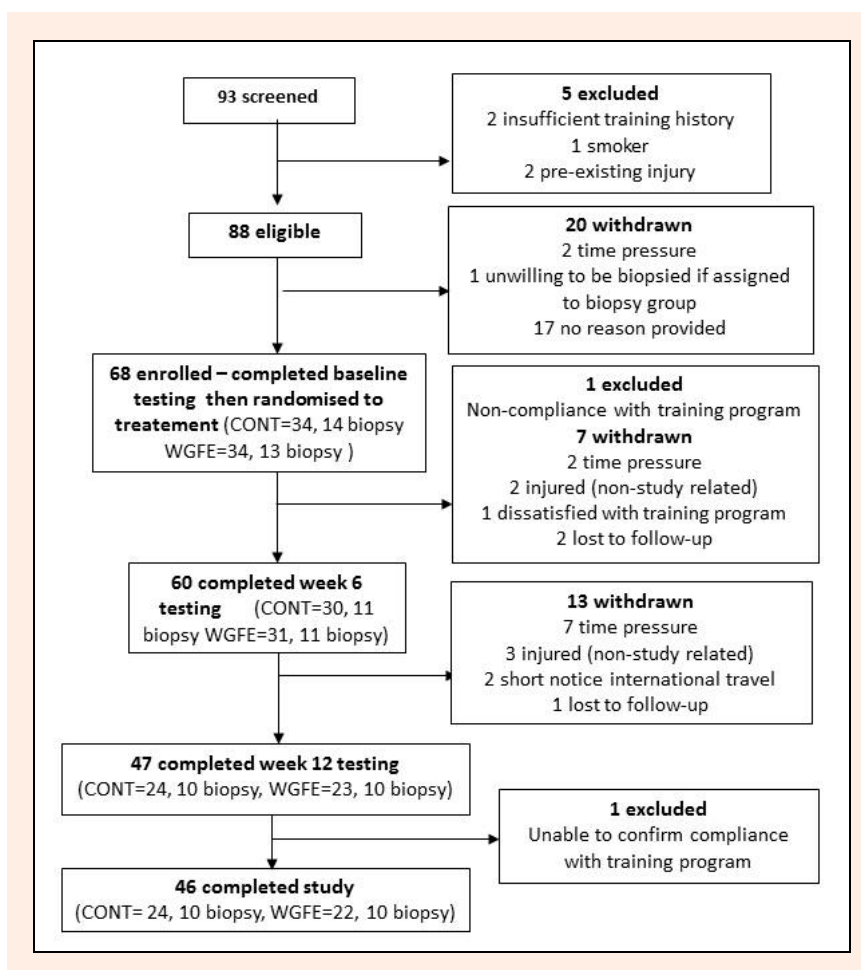 93 screened
5 excluded
2 insufficient training history
1 smoker
2 pre-existing injury
88 eligible
20 withdrawn
2 time pressure
1 unwilling to be biopsied if assigned
to biopsy group
17 no reason provided
68 enrolled – completed baseline
testing then randomised to
treatement (CONT=34, 14 biopsy
WGFE=34, 13 biopsy )
1 excluded
Non-compliance with training program
7 withdrawn
2 time pressure
2 injured (non-study related)
1 dissatisfied with training program
2 lost to follow-up
60 completed week 6
testing (CONT=30, 11
biopsy WGFE=31, 11 biopsy)
13 withdrawn
7 time pressure
3 injured (non-study related)
2 short notice international travel
1 lost to follow-up
47 completed week 12 testing
(CONT=24, 10 biopsy, WGFE=23, 10 biopsy)
1 excluded
Unable to confirm compliance
with training program
46 completed study
(CONT= 24, 10 biopsy, WGFE=22, 10 biopsy)